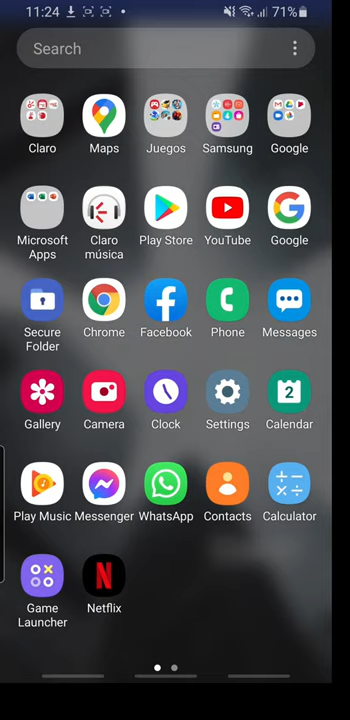 11:24
71%
Search
Claro
Maps
Juegos
Samsung
Google
Microsoft
Apps
Claro
música
Play Store
YouTube
Google
Secure
Folder
Chrome
Facebook
Phone
Messages
Gallery
Camera
Clock
Settings
2
Calendar
Play Music
Messenger
WhatsApp
Contacts
Calculator
Game
Launcher
Netflix